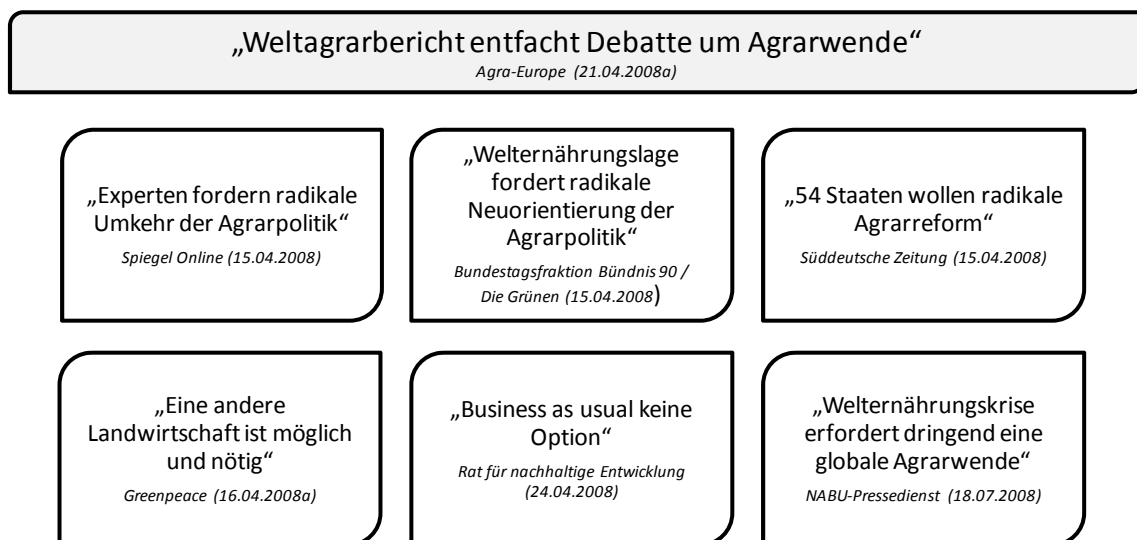 „Weltagrarbericht entfacht Debatte um Agrarwende“
Agra-Europe (21.04.2008a)
„Experten fordern radikale
Umkehr der Agrarpolitik“
Spiegel Online (15.04.2008)
„Welternährungslage
fordert radikale
Neuorientierung der
Agrarpolitik“
Bundestagsfraktion Bündnis 90 /
Die Grünen (15.04.2008)
„54 Staaten wollen radikale
Agrarreform“
Süddeutsche Zeitung (15.04.2008)
„Eine andere
Landwirtschaft ist möglich
und nötig“
Greenpeace (16.04.2008a)
„Business as usual keine
Option“
Rat für nachhaltige Entwicklung
(24.04.2008)
„Welternährungskrise
erfordert dringend eine
globale Agrarwende“
NABU-Pressedienst (18.07.2008)